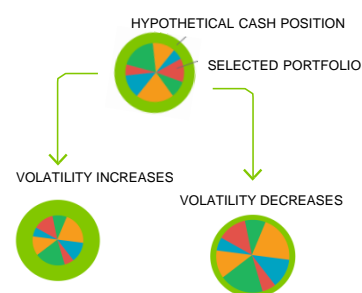 HYPOTHETICAL CASH POSITION
SELECTED PORTFOLIO
VOLATILITY INCREASES
VOLATILITY DECREASES